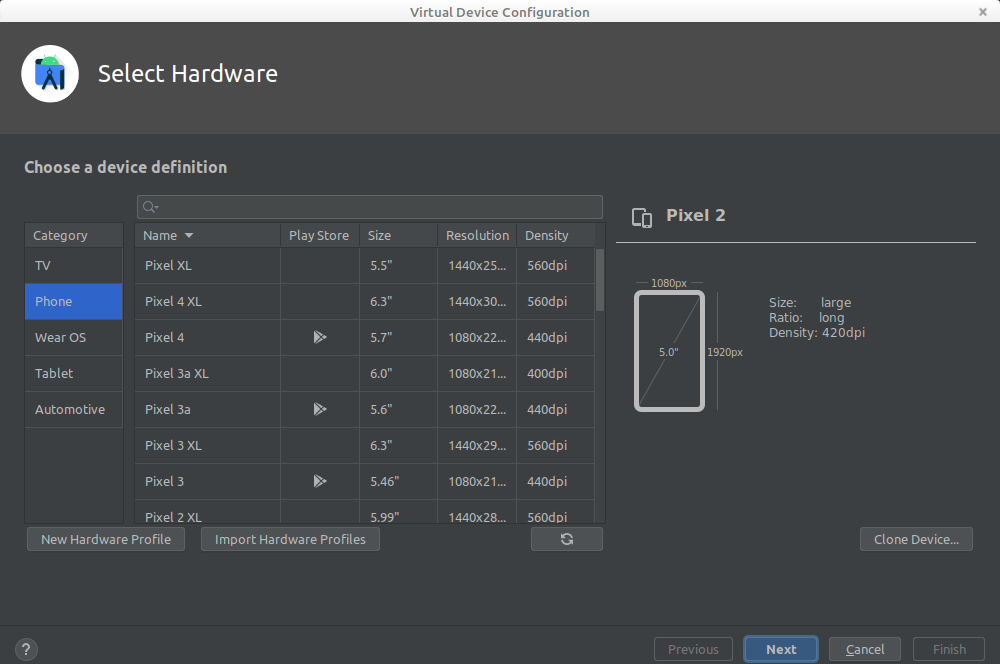 Virtual Device Configuration
Select Hardware
Choose a device definition
Category
TV
Phone
Wear OS
Tablet
Automotive
Name Play Store Size Resolution Density
Pixel XL 5.5" 1440x25... 560dpi
Pixel 4 XL 6.3" 1440x30... 560dpi
Pixel 4 5.7" 1080x22... 440dpi
Pixel 3a XL 6.0" 1080x21... 400dpi
Pixel 3a 5.6" 1080x22... 440dpi
Pixel 3 XL 6.3" 1440x29... 560dpi
Pixel 3 5.46" 1080x21... 440dpi
Pixel 2 XL 5.99" 1440x28... 560dpi
New Hardware Profile Import Hardware Profiles
Pixel 2
1080px
5.0"
1920px
Size: large
Ratio: long
Density: 420dpi
Clone Device...
? Previous Next Cancel Finish